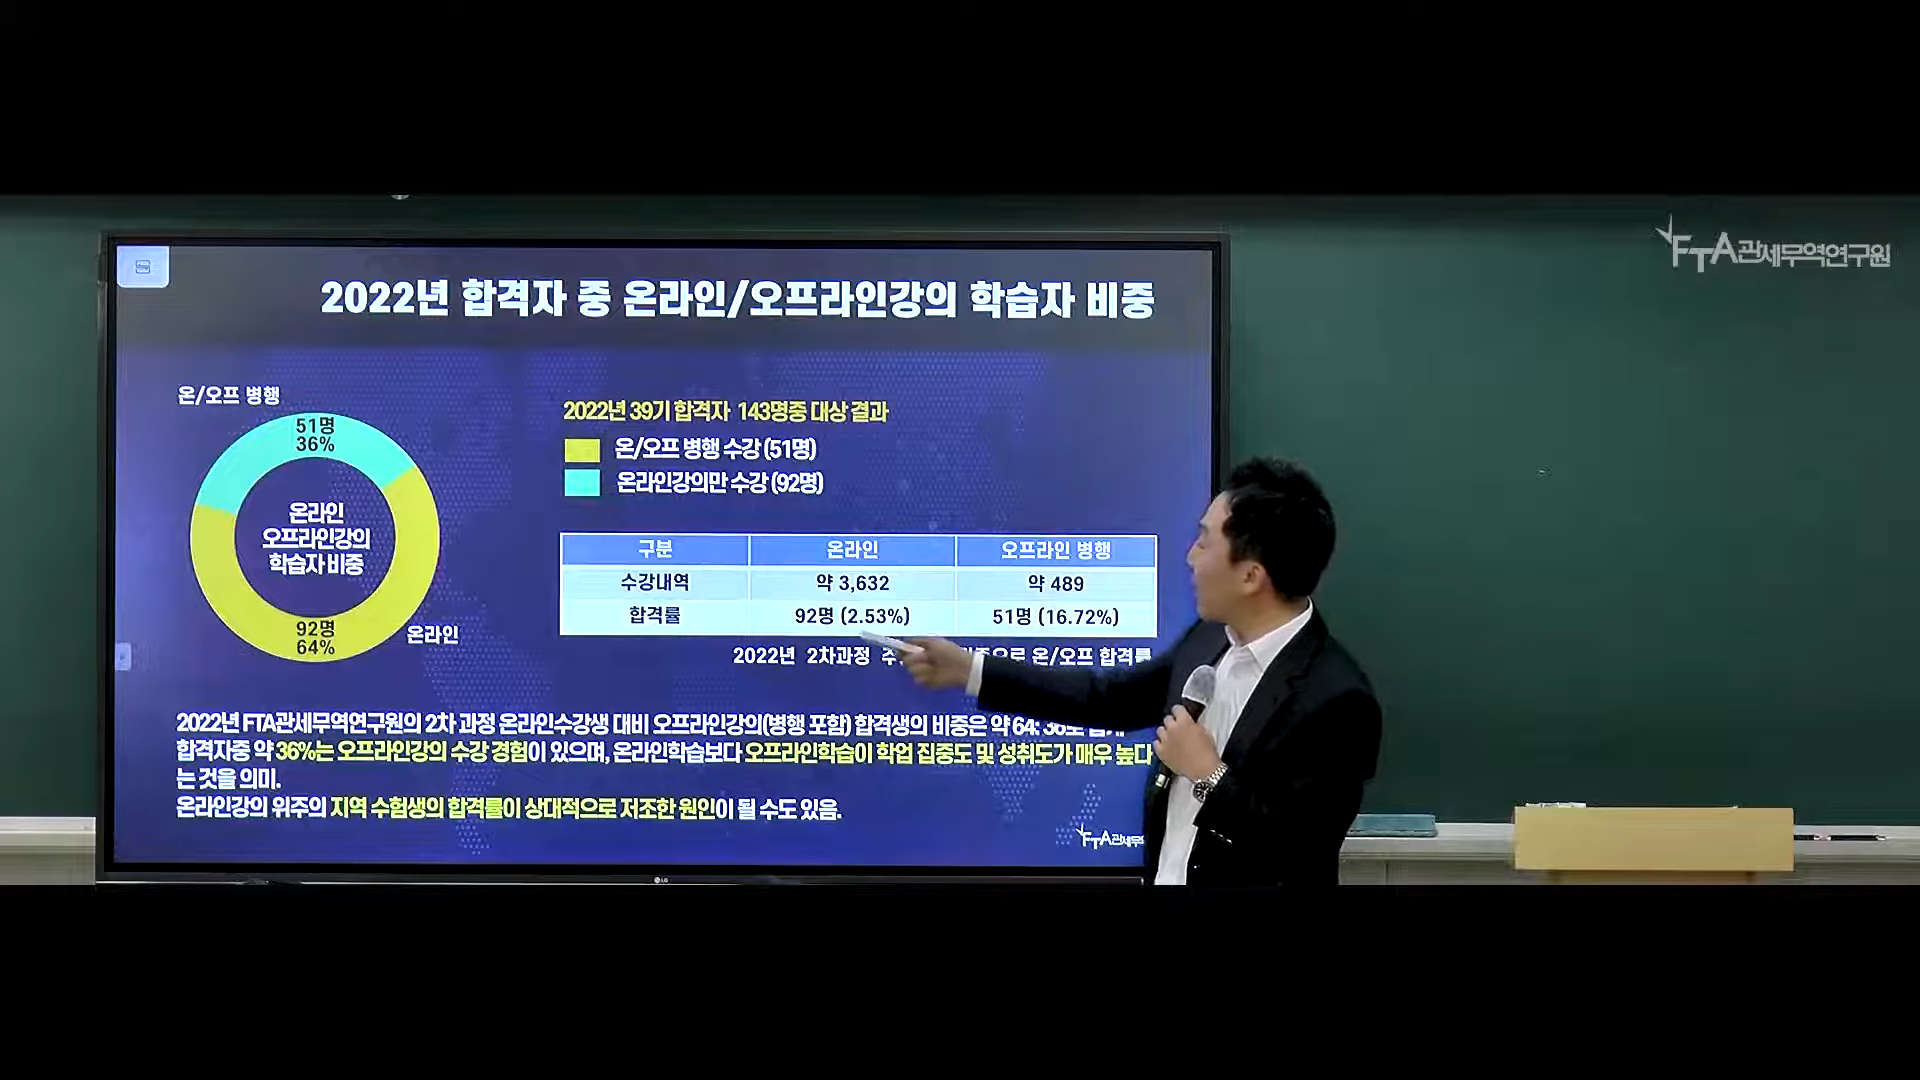 FTA관세무역연구원
2022년 합격자 중 온라인/오프라인강의 학습자 비중
온/오프 병행
51명
36%
온라인
오프라인강의
학습자 비중
92명
64%
온라인
2022년 39기 합격자 143명중 대상 결과
온/오프 병행 수강 (51명)
온라인강의만 수강 (92명)
구분 온라인 오프라인 병행
수강내역 약 3,632 약 489
합격률 92명 (2.53%) 51명 (16.72%)
2022년 2차과정 온/오프 합격률
2022년 FTA관세무역연구원의 2차 과정 온라인수강생 대비 오프라인강의(병행 포함) 합격생의 비중은 약 64: 36로
합격자중 약 36%는 오프라인강의 수강 경험이 있으며, 온라인학습보다 오프라인학습이 학업 집중도 및 성취도가 매우 높다
는 것을 의미.
온라인강의 위주의 지역 수험생의 합격률이 상대적으로 저조한 원인이 될 수도 있음.
FTA관세무
LG